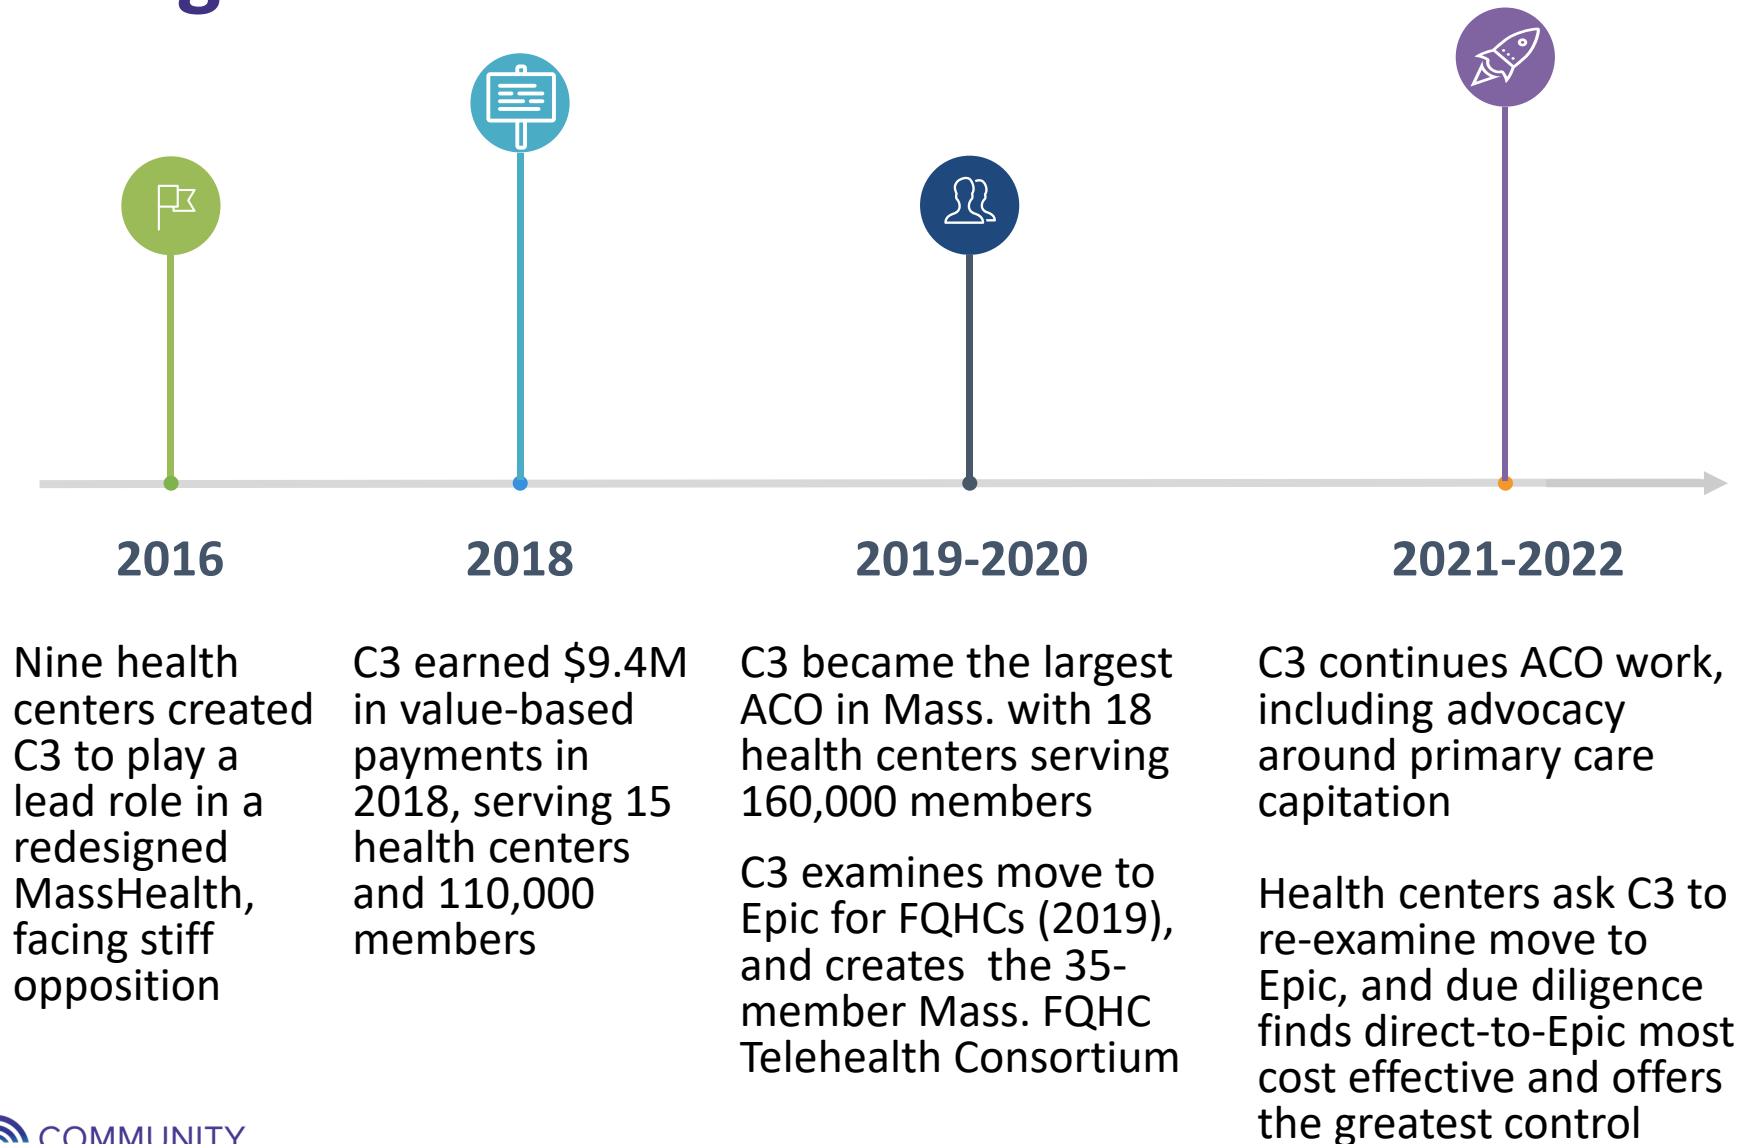 2016
2018
2019-2020
2021-2022
Nine health
centers created
C3 to play a
lead role in a
redesigned
MassHealth,
facing stiff
opposition
C3 earned $9.4M
in value-based
payments in
2018, serving 15
health centers
and 110,000
members
C3 became the largest
ACO in Mass. with 18
health centers serving
160,000 members
C3 examines move to
Epic for FQHCs (2019),
and creates  the 35-
member Mass. FQHC
Telehealth Consortium
C3 continues ACO work,
including advocacy
around primary care
capitation
Health centers ask C3 to
re-examine move to
Epic, and due diligence
finds direct-to-Epic most
cost effective and offers
the greatest control
COMMUNITY